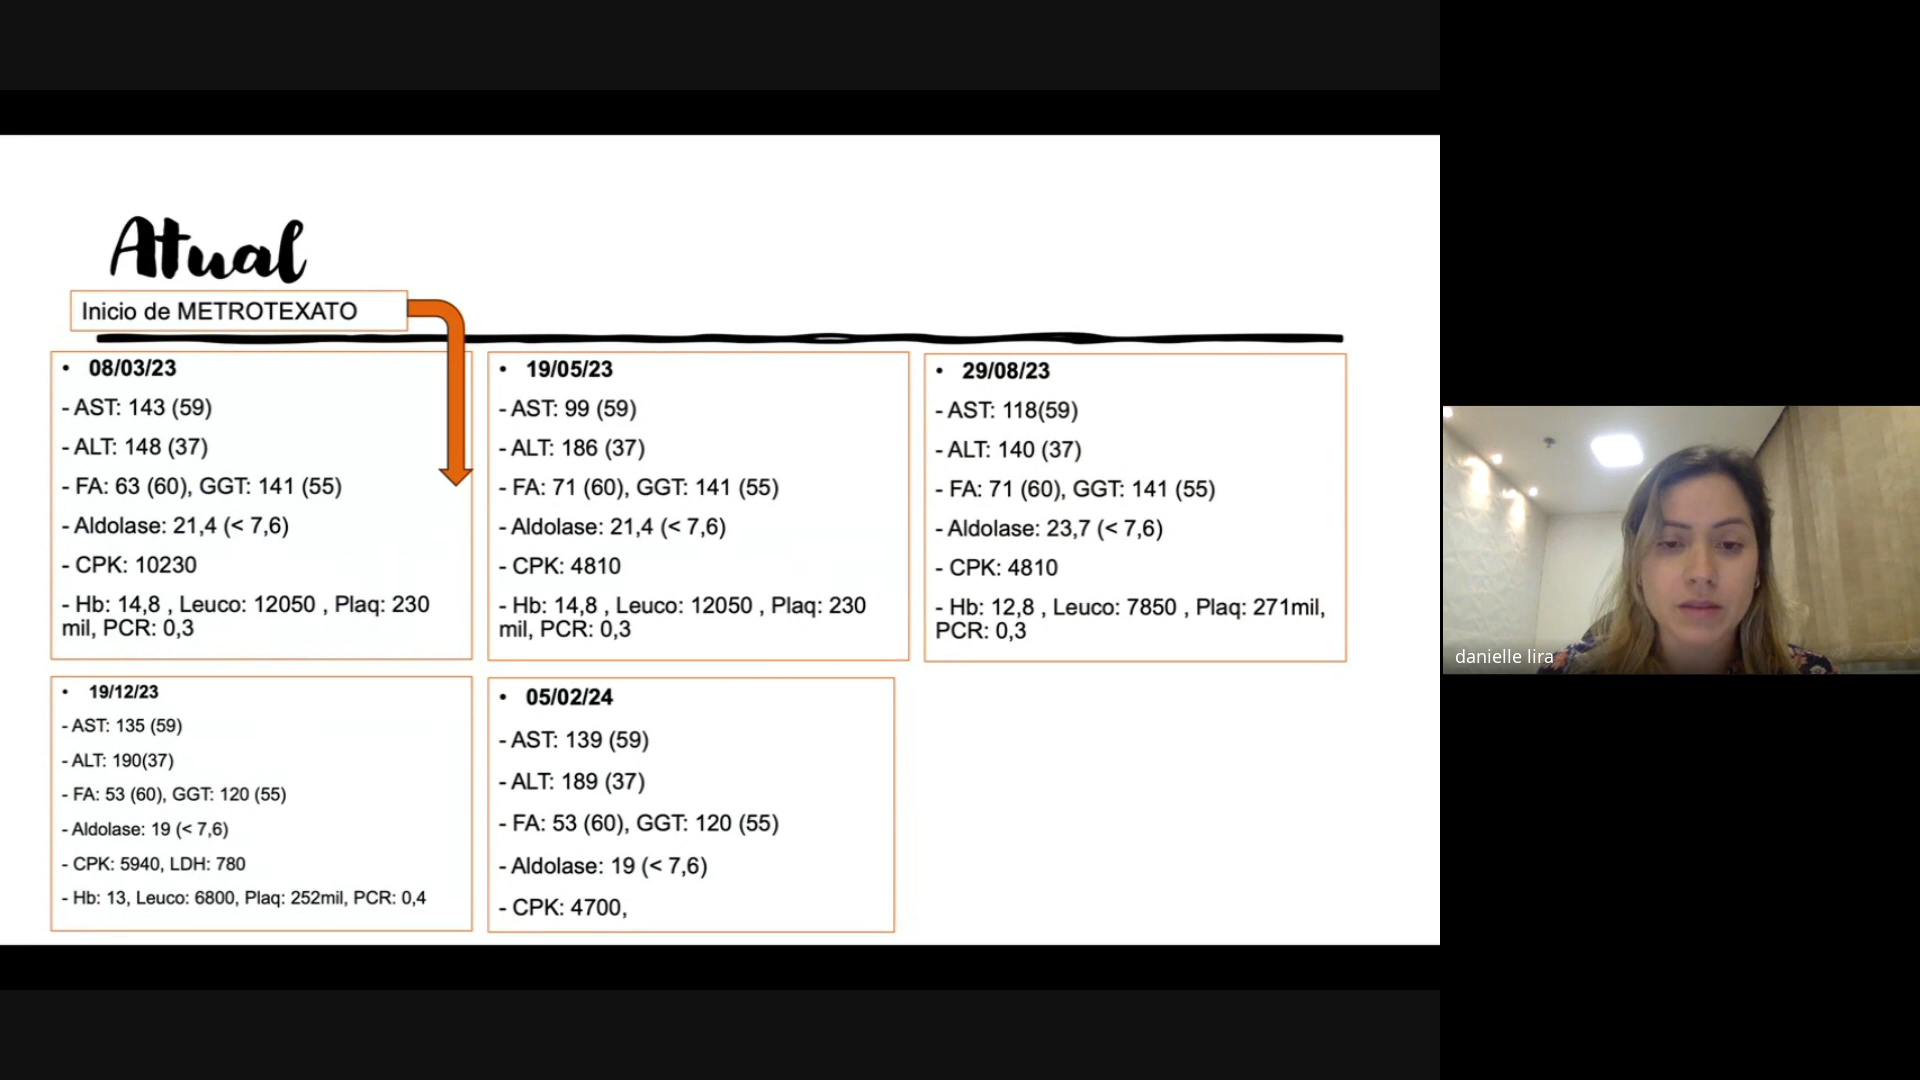 Atual
Inicio de METROTEXATO
• 08/03/23
- AST: 143 (59)
- ALT: 148 (37)
- FA: 63 (60), GGT: 141 (55)
- Aldolase: 21,4 (< 7,6)
- CPK: 10230
- Hb: 14,8 , Leuco: 12050 , Plaq: 230
mil, PCR: 0,3
• 19/05/23
- AST: 99 (59)
- ALT: 186 (37)
- FA: 71 (60), GGT: 141 (55)
- Aldolase: 21,4 (< 7,6)
- CPK: 4810
- Hb: 14,8 , Leuco: 12050 , Plaq: 230
mil, PCR: 0,3
• 29/08/23
- AST: 118(59)
- ALT: 140 (37)
- FA: 71 (60), GGT: 141 (55)
- Aldolase: 23,7 (< 7,6)
- CPK: 4810
- Hb: 12,8 , Leuco: 7850 , Plaq: 271mil,
PCR: 0,3
• 19/12/23
- AST: 135 (59)
- ALT: 190(37)
- FA: 53 (60), GGT: 120 (55)
- Aldolase: 19 (< 7,6)
- CPK: 5940, LDH: 780
- Hb: 13, Leuco: 6800, Plaq: 252mil, PCR: 0,4
• 05/02/24
- AST: 139 (59)
- ALT: 189 (37)
- FA: 53 (60), GGT: 120 (55)
- Aldolase: 19 (< 7,6)
- CPK: 4700,
danielle lira